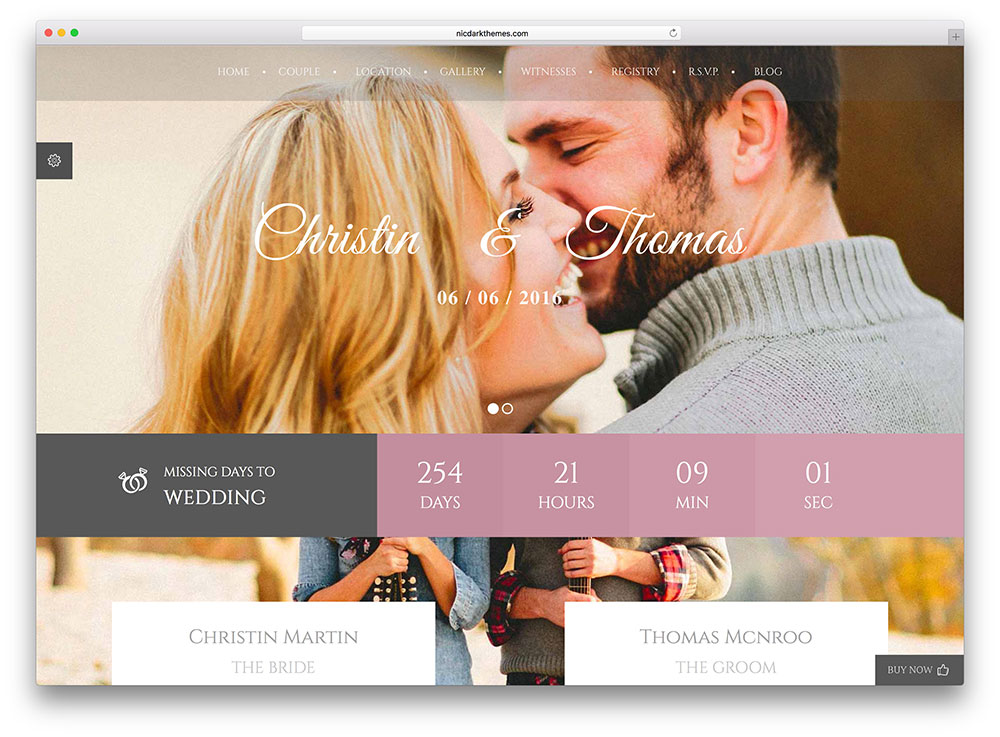 nicdarkthemes.com
HOME • COUPLE • LOCATION • GALLERY • WITNESSES • REGISTRY • R.S.V.P. • BLOG
Christin & Thomas
06 / 06 / 2016
MISSING DAYS TO
WEDDING
254 21 09 01
DAYS HOURS MIN SEC
CHRISTIN MARTIN
THE BRIDE
THOMAS MCNROO
THE GROOM
BUY NOW